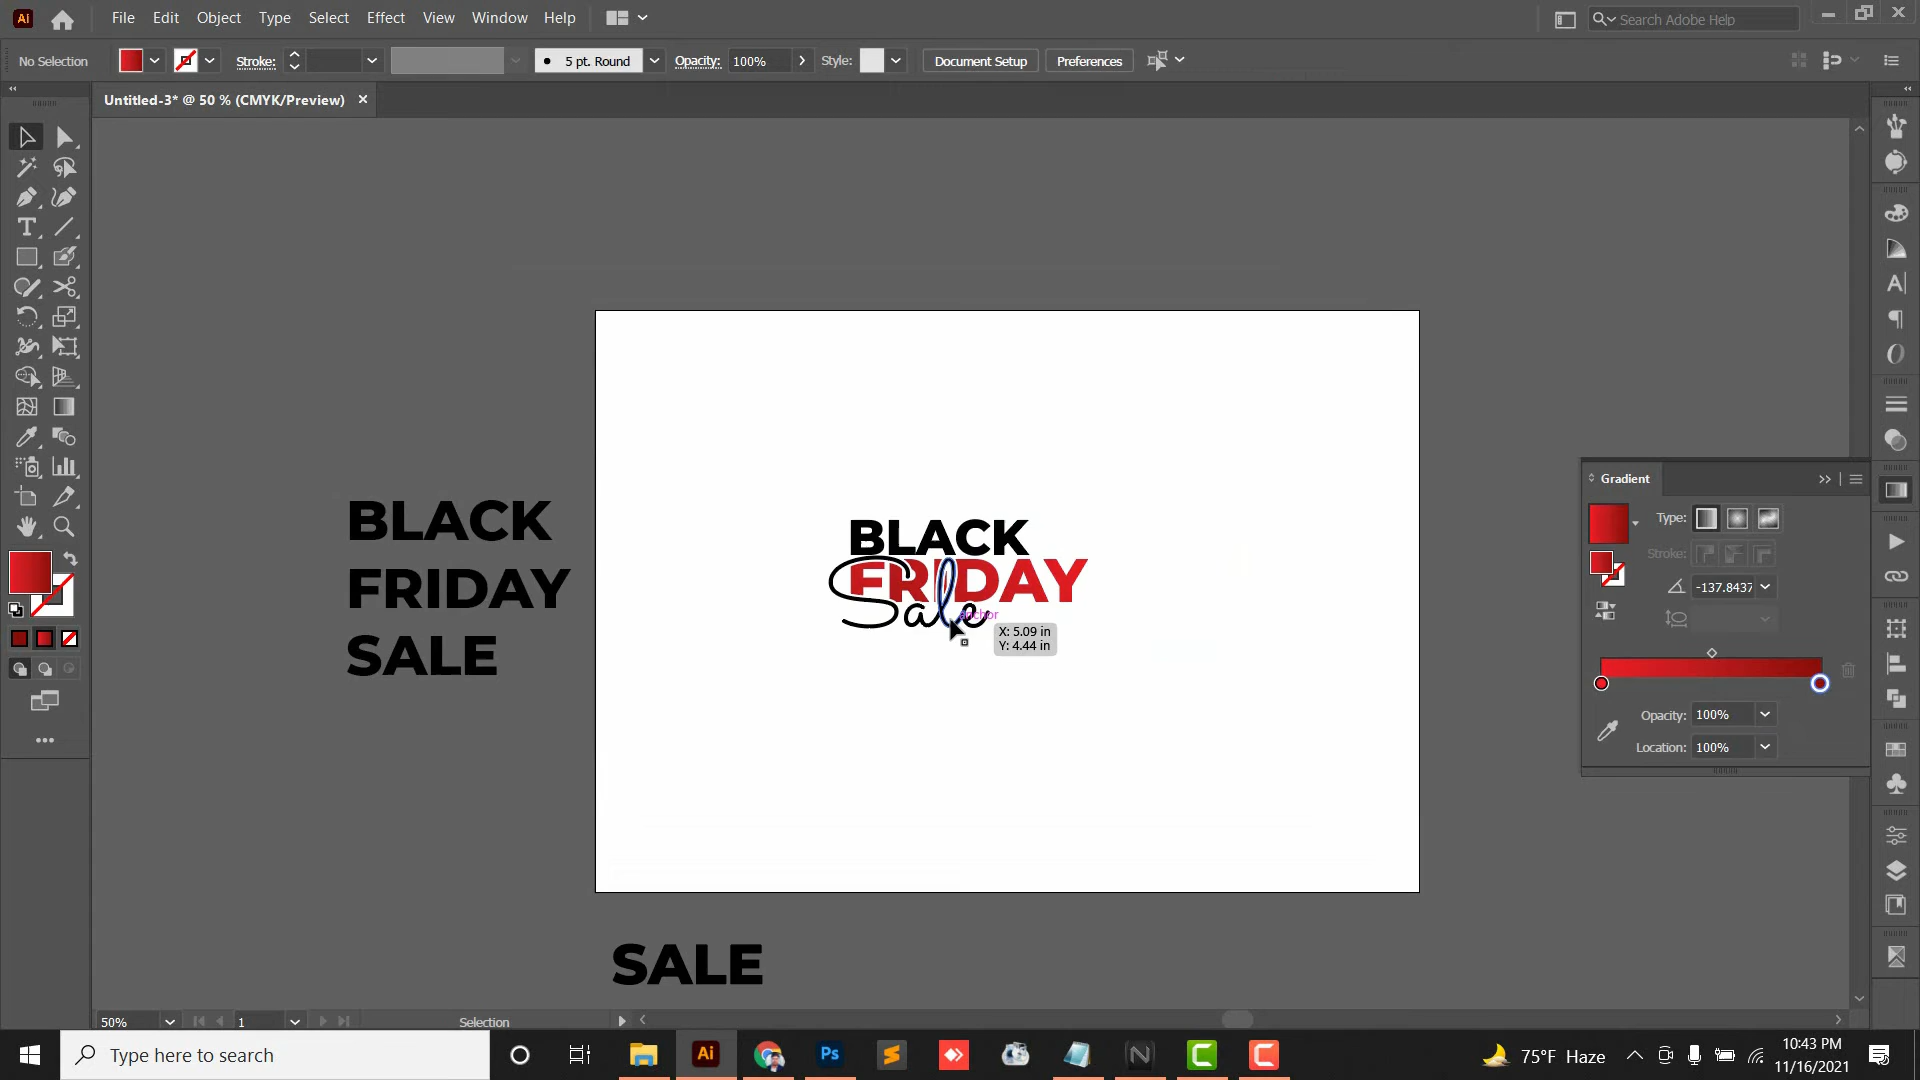 Ai
File Edit Object Type Select Effect View Window Help
Search Adobe Help
No Selection
Stroke:
5 pt. Round
Opacity: 100%
Style:
Document Setup
Preferences
Untitled-3* @ 50 % (CMYK/Preview) ×
BLACK
FRIDAY
SALE
BLACK
FRIDAY
Sale
anchor
X: 5.09 in
Y: 4.44 in
SALE
Gradient
Type:
Stroke:
-137.8437
Opacity: 100%
Location: 100%
50%
1
Selection
Type here to search
Ai
Ps
75°F Haze
10:43 PM
11/16/2021